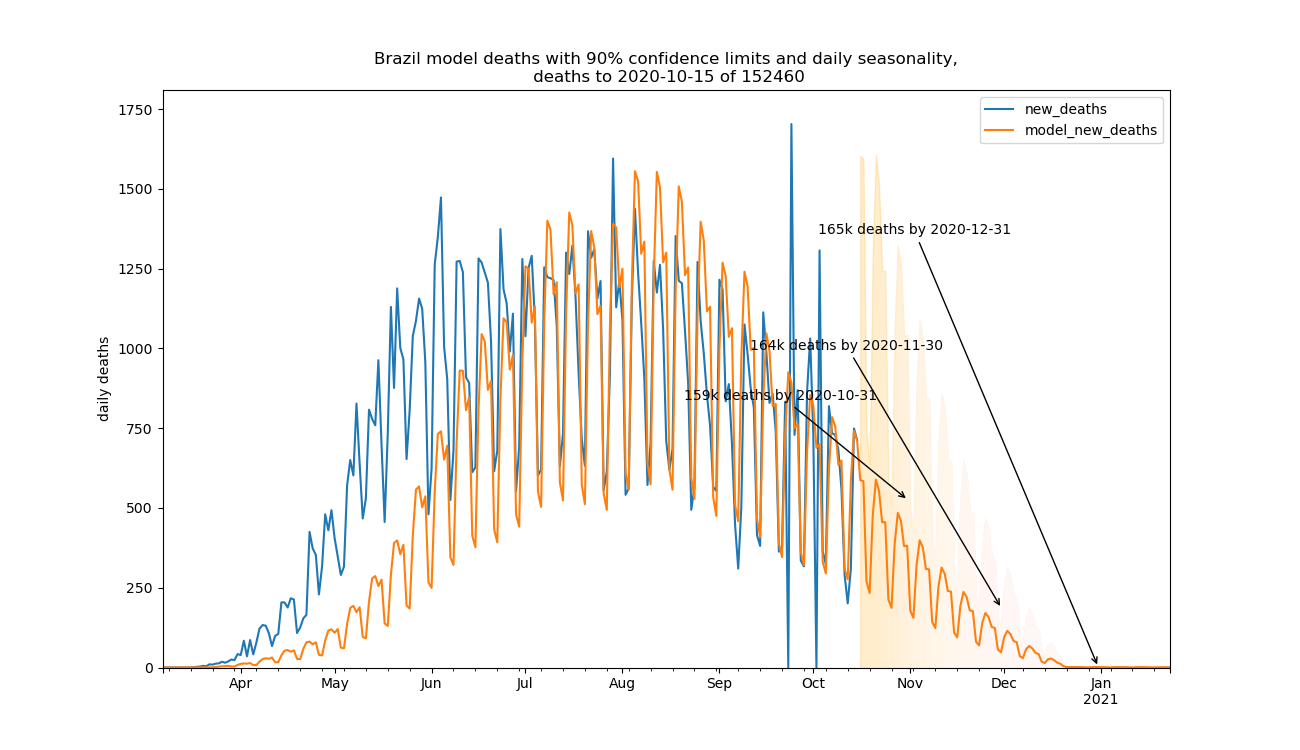 Brazil model deaths with 90% confidence limits and daily seasonality,
deaths to 2020-10-15 of 152460
new_deaths
model_new_deaths
daily deaths
1750
1500
1250
1000
750
500
250
0
165k deaths by 2020-12-31
164k deaths by 2020-11-30
159k deaths by 2020-10-31
Apr May Jun Jul Aug Sep Oct Nov Dec Jan
2021